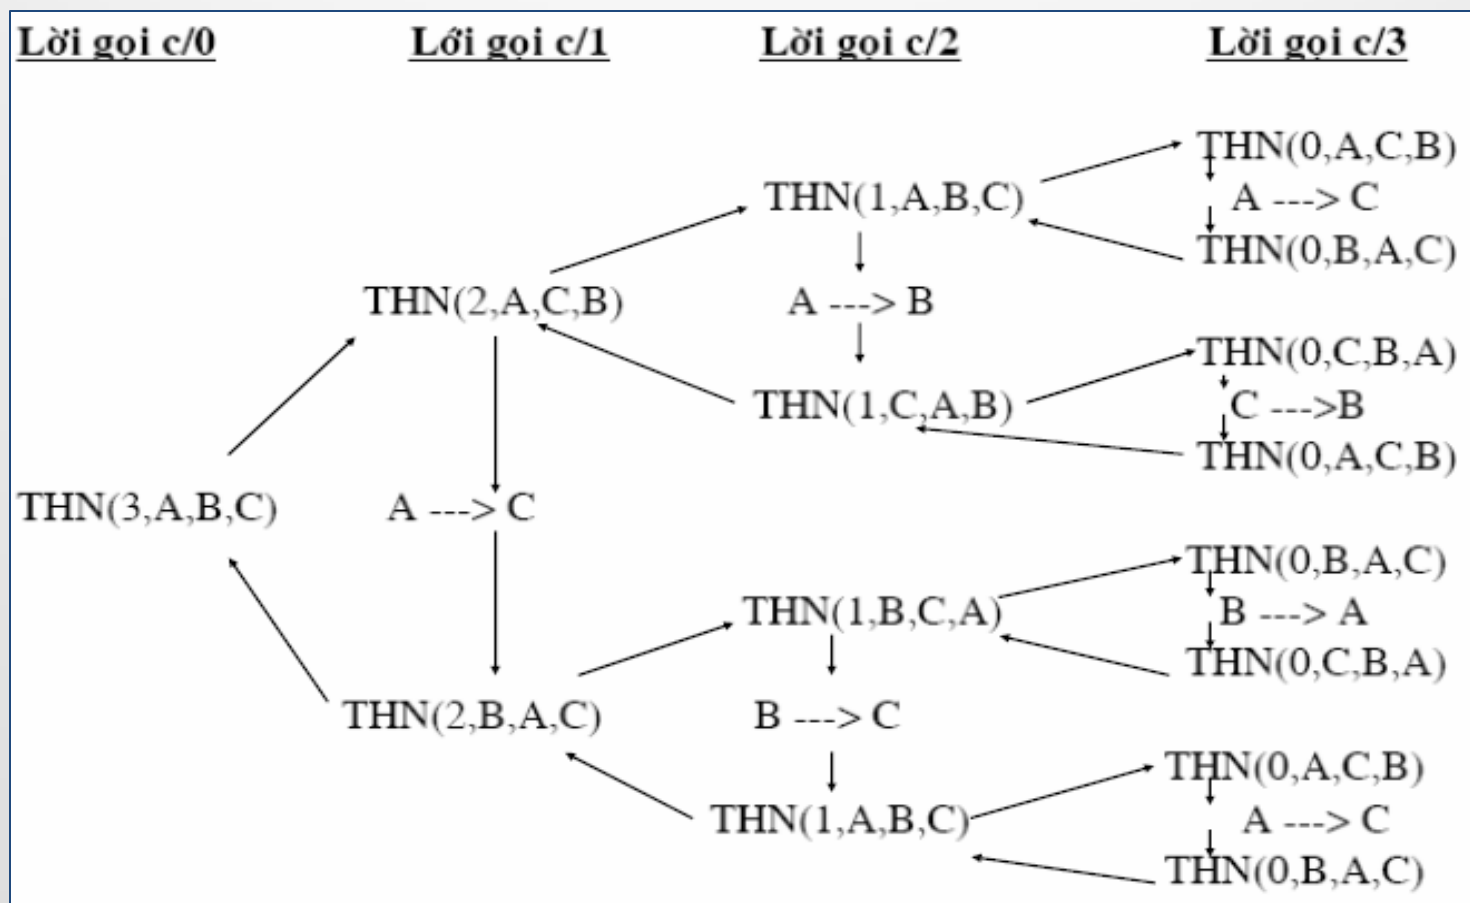 Lời gọi c/0 Lới gọi c/1 Lời gọi c/2 Lời gọi c/3
THN(0,A,C,B)
THN(1,A,B,C) A ---> C
THN(0,B,A,C)
THN(2,A,C,B) A ---> B
THN(0,C,B,A)
THN(1,C,A,B) C --->B
THN(0,A,C,B)
THN(3,A,B,C) A ---> C
THN(0,B,A,C)
THN(1,B,C,A) B ---> A
THN(0,C,B,A)
THN(2,B,A,C) B ---> C
THN(0,A,C,B)
THN(1,A,B,C) A ---> C
THN(0,B,A,C)